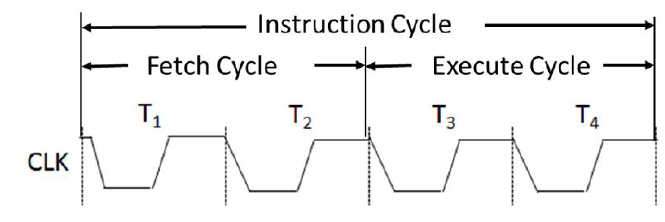 Instruction Cycle
Fetch Cycle Execute Cycle
T₁ T₂ T₃ T₄
CLK